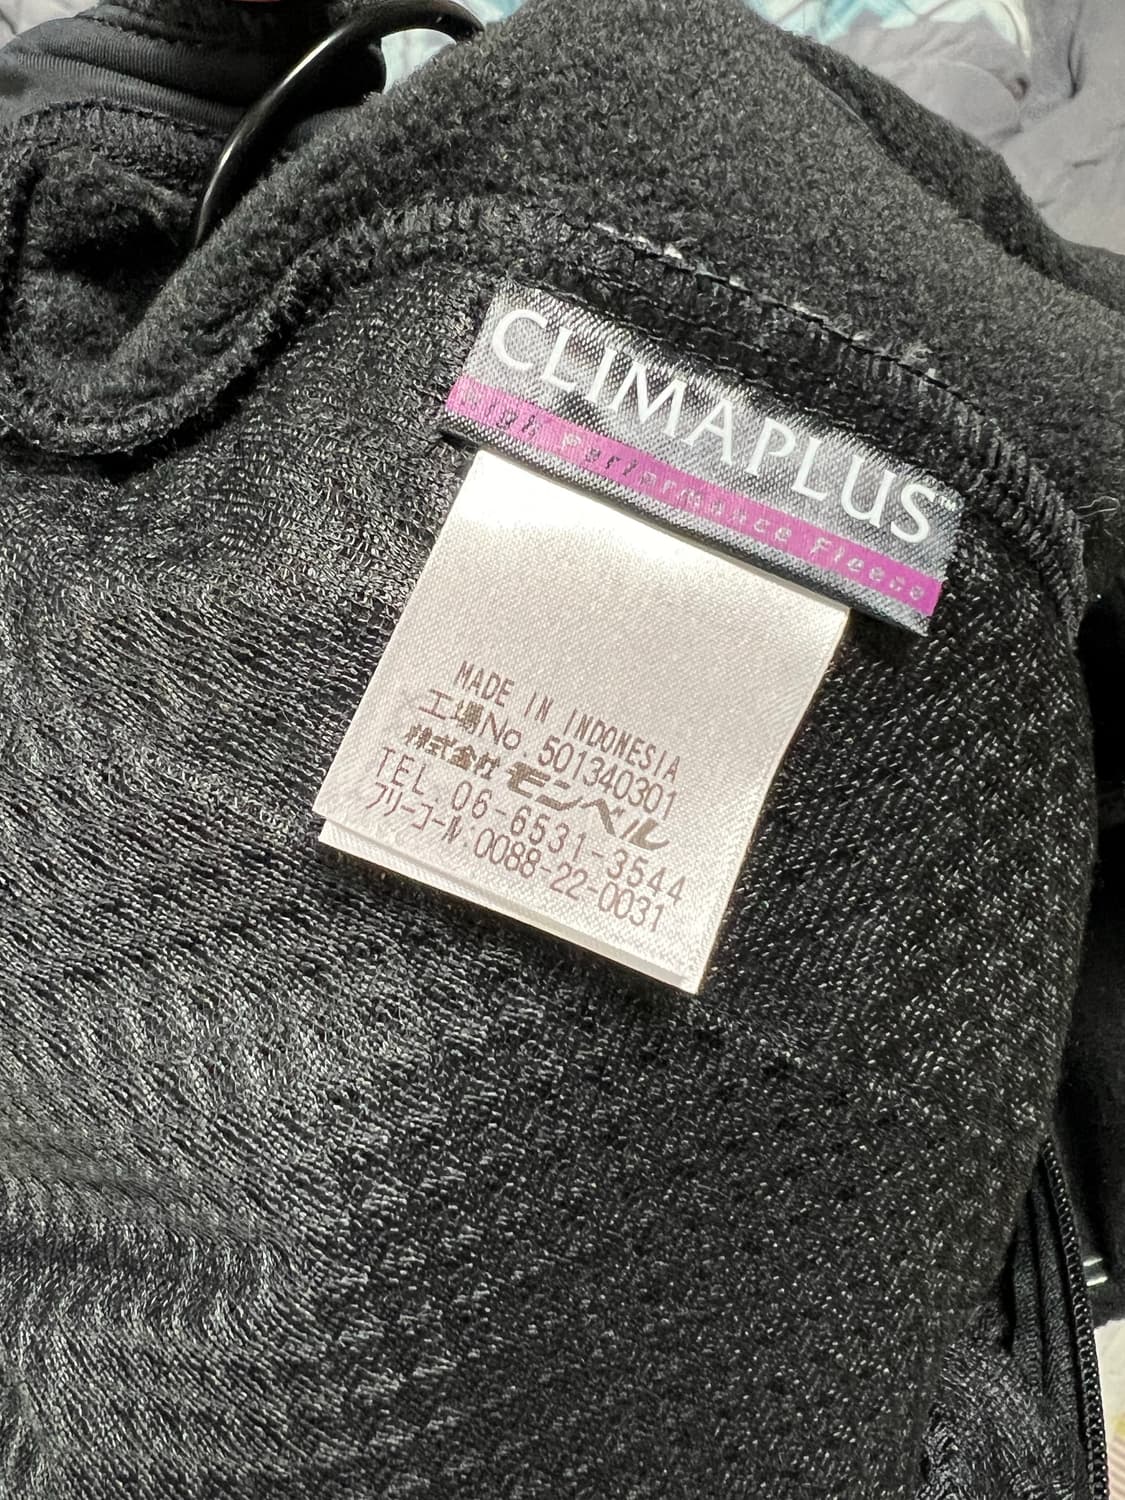 CLIMAPLUS™
High Performance Fleece
MADE IN INDONESIA
工場No. 501340301
株式会社 モンベル
TEL. 06-6531-3544
フリーコール:0088-22-0031